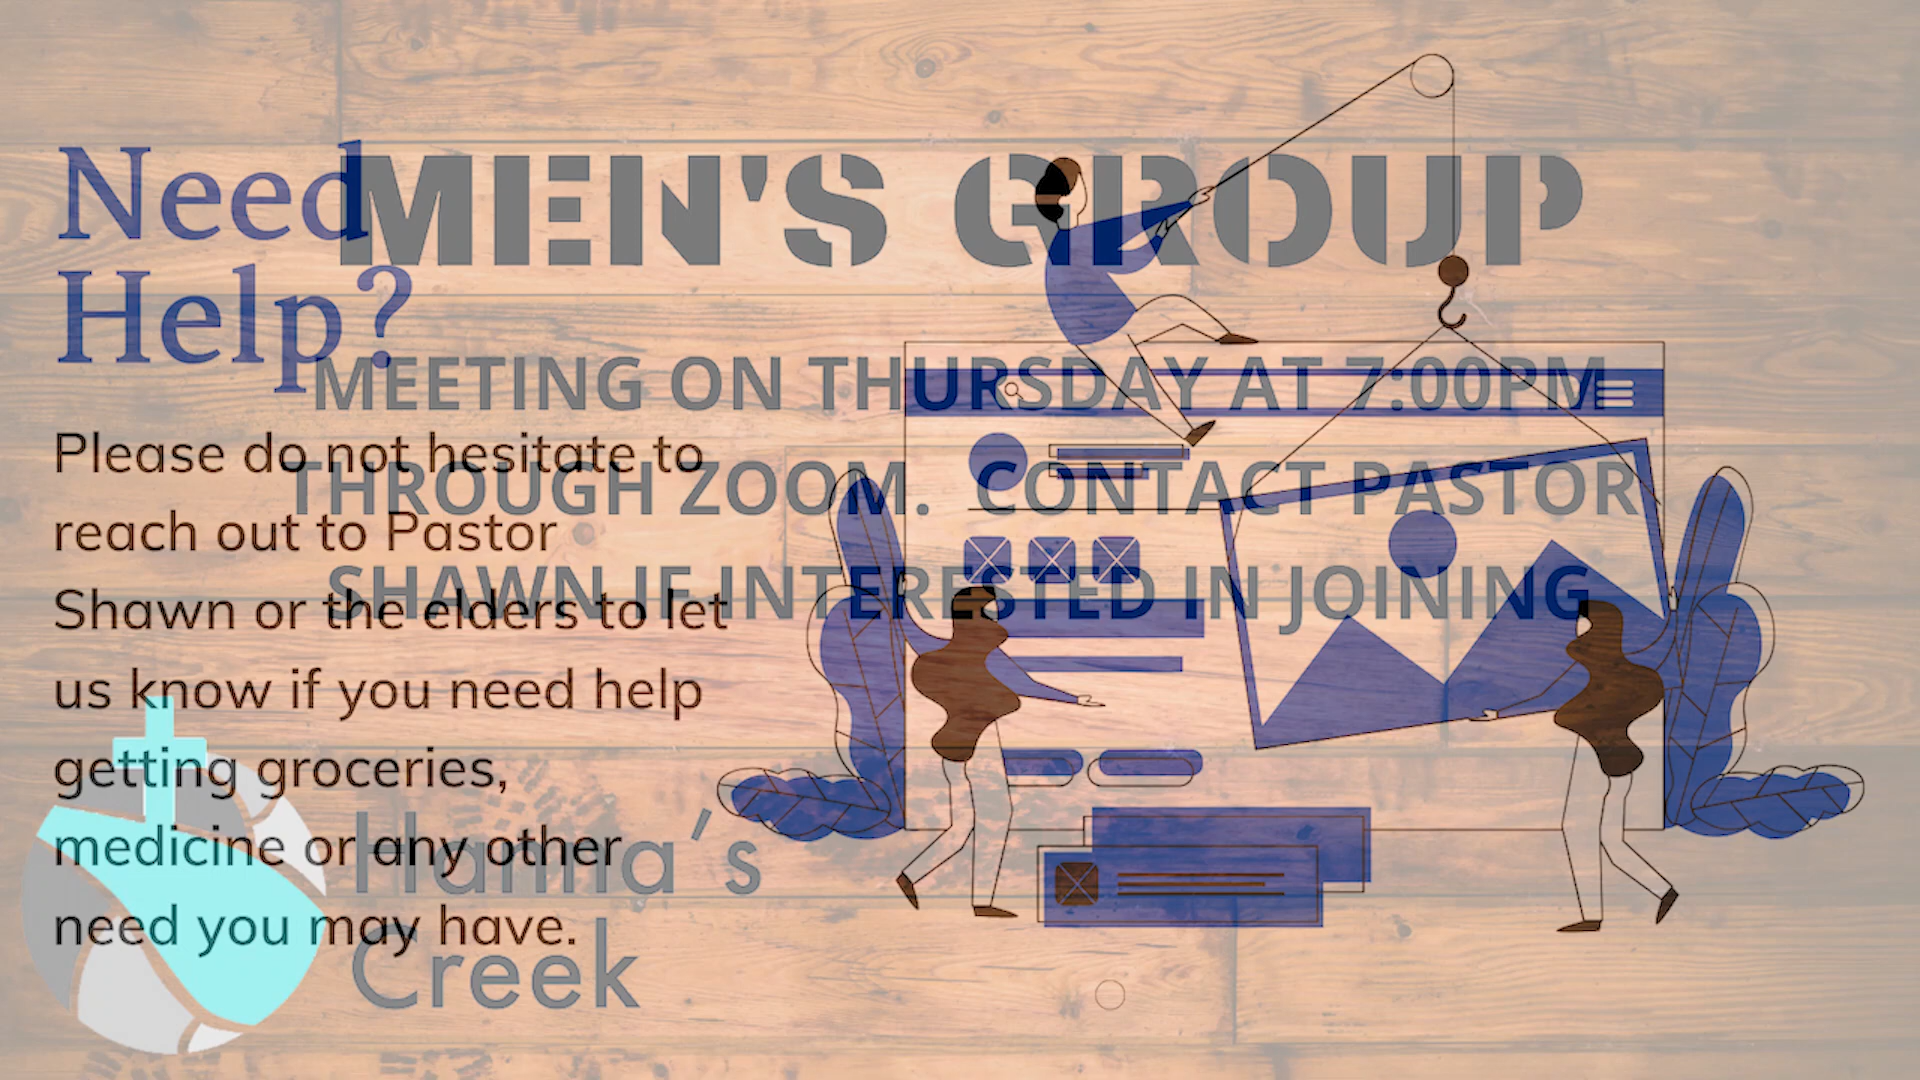 Need
Help?
Please do not hesitate to
reach out to Pastor
Shawn or the elders to let
us know if you need help
getting groceries,
medicine or any other
need you may have.
MEN'S GROUP
MEETING ON THURSDAY AT 7:00PM
THROUGH ZOOM. CONTACT PASTOR
SHAWN IF INTERESTED IN JOINING
Hanna's
Creek